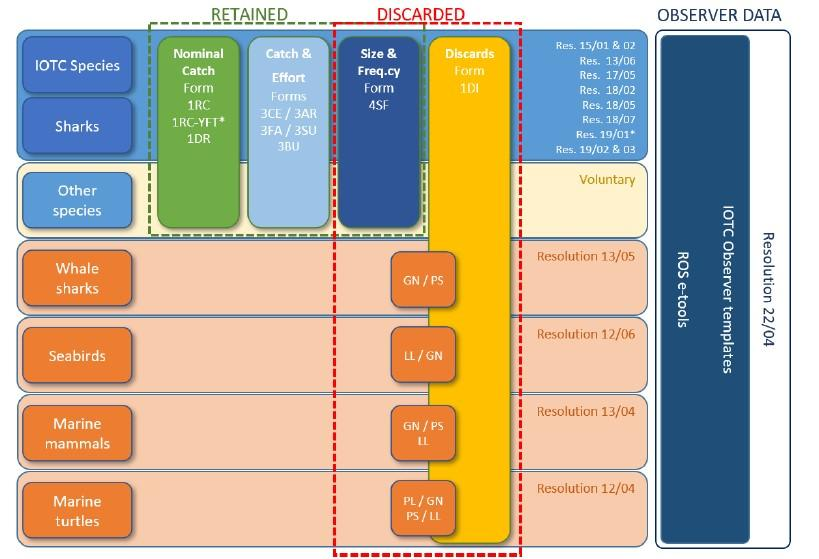 RETAINED
DISCARDED
OBSERVER DATA
IOTC Species
Sharks
Nominal
Catch
Form
1RC
1RC-YFT*
1DR
Catch &
Effort
Forms
3CE / 3AR
3FA / 3SU
3BU
Size &
Freq.cy
Form
4SF
Discards
Form
1DI
Res. 15/01 & 02
Res. 13/06
Res. 17/05
Res. 18/02
Res. 18/05
Res. 18/07
Res. 19/01*
Res. 19/02 & 03
Other
species
Voluntary
Whale
sharks
GN / PS
Resolution 13/05
Seabirds
LL / GN
Resolution 12/06
Marine
mammals
GN / PS
LL
Resolution 13/04
Marine
turtles
PL / GN
PS / LL
Resolution 12/04
ROS e-tools
IOTC Observer templates
Resolution 22/04